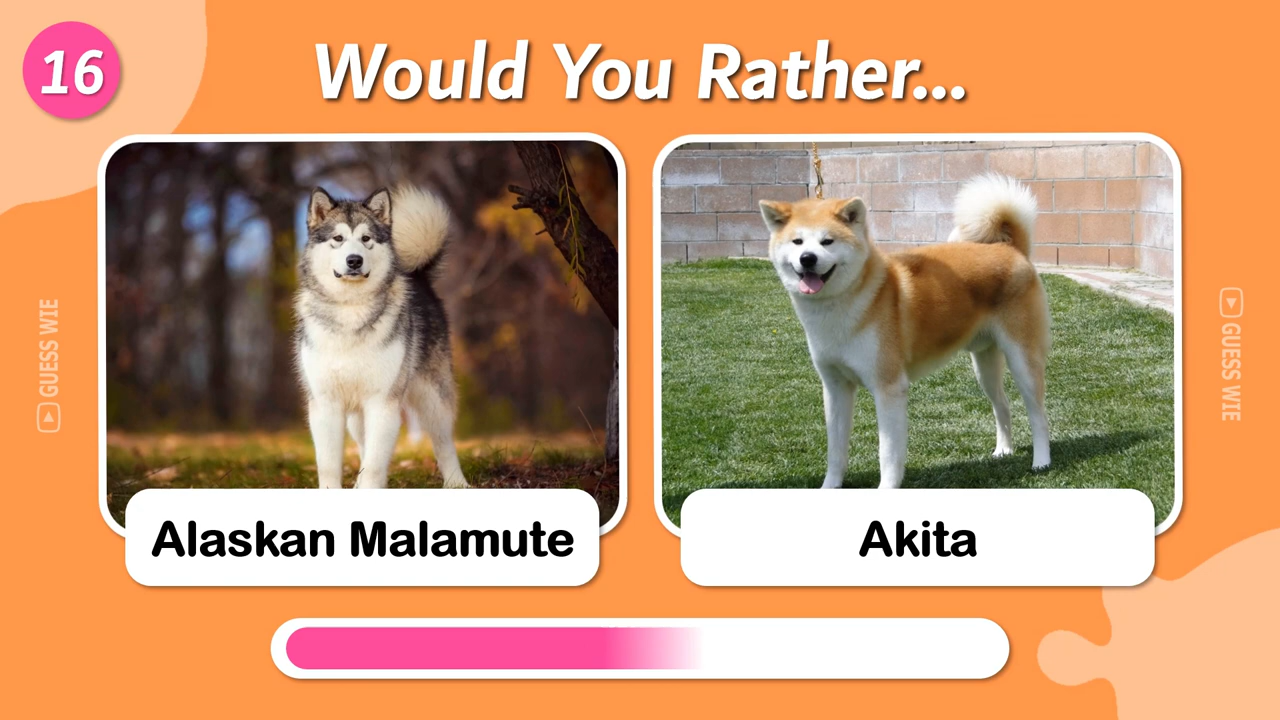 16
Would You Rather...
GUESS WIE
GUESS WIE
Alaskan Malamute
Akita